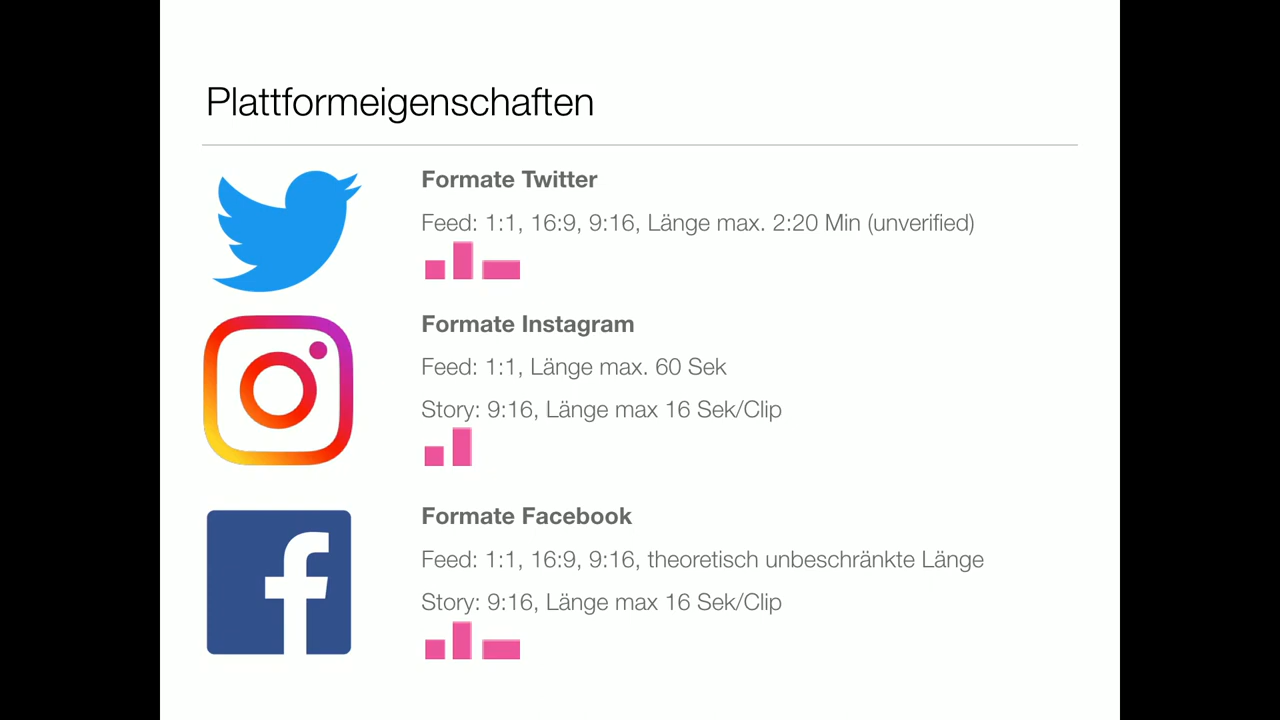 Plattformeigenschaften
Formate Twitter
Feed: 1:1, 16:9, 9:16, Länge max. 2:20 Min (unverified)
Formate Instagram
Feed: 1:1, Länge max. 60 Sek
Story: 9:16, Länge max 16 Sek/Clip
Formate Facebook
Feed: 1:1, 16:9, 9:16, theoretisch unbeschränkte Länge
Story: 9:16, Länge max 16 Sek/Clip